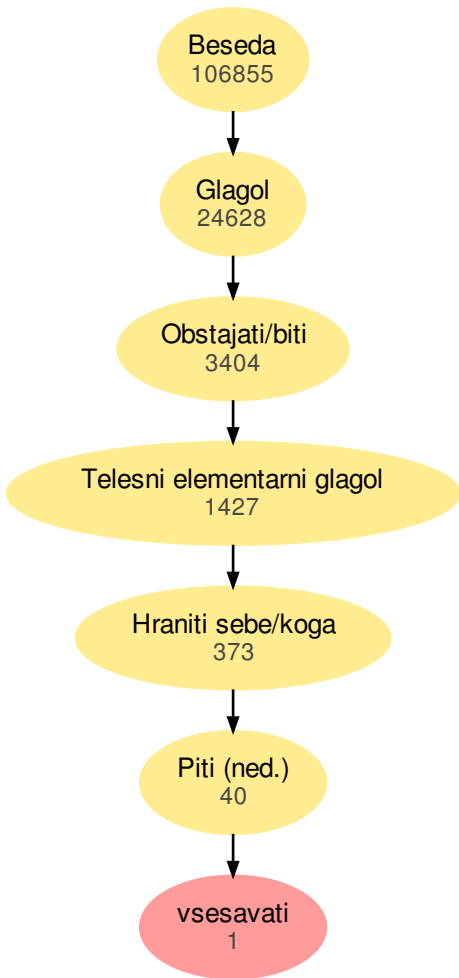 Beseda
106855
Glagol
24628
Obstajati/biti
3404
Telesni elementarni glagol
1427
Hraniti sebe/koga
373
Piti (ned.)
40
vsesavati
1